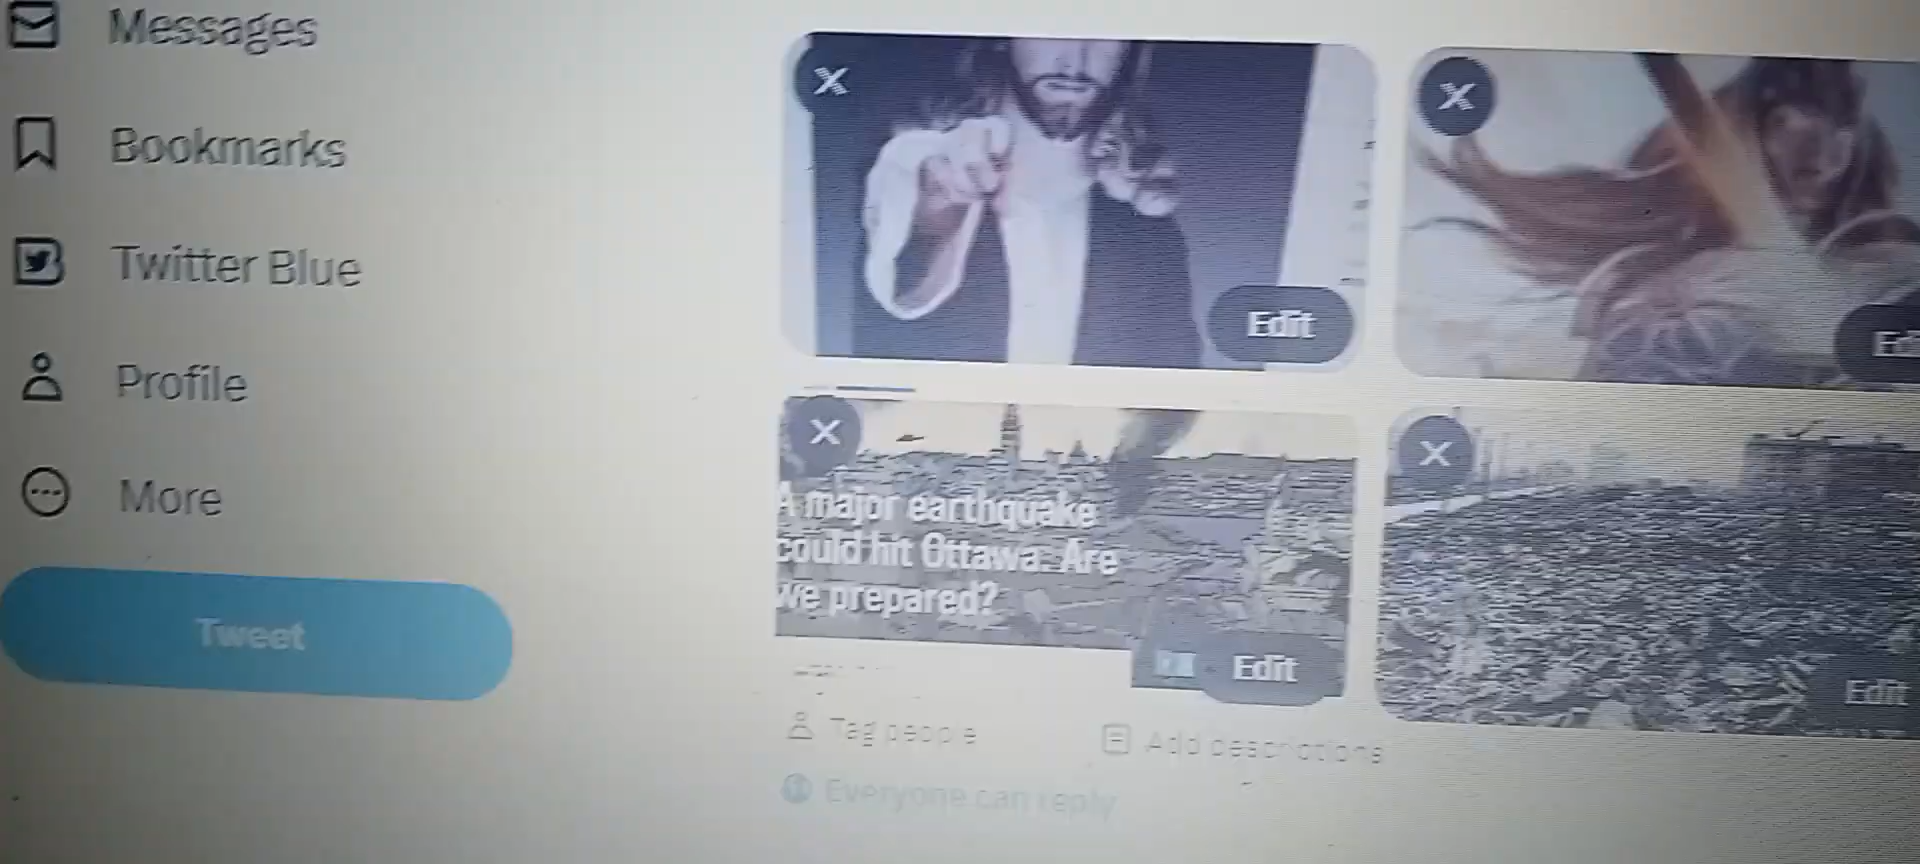 Messages
Bookmarks
Twitter Blue
Profile
More
Tweet
Edit
A major earthquake
could hit Ottawa. Are
we prepared?
Edit
Edit
Tag people
Add descriptions
Everyone can reply